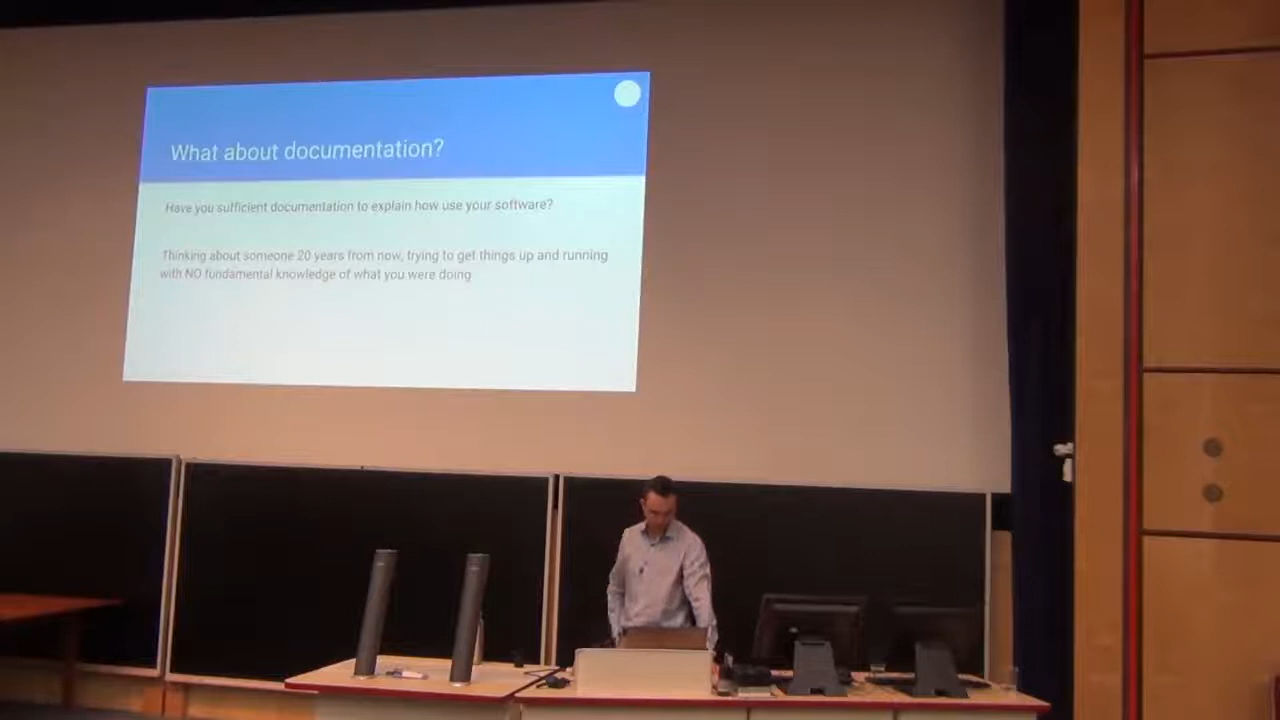 What about documentation?
Have you sufficient documentation to explain how use your software?
Thinking about someone 20 years from now, trying to get things up and running
with NO fundamental knowledge of what you were doing